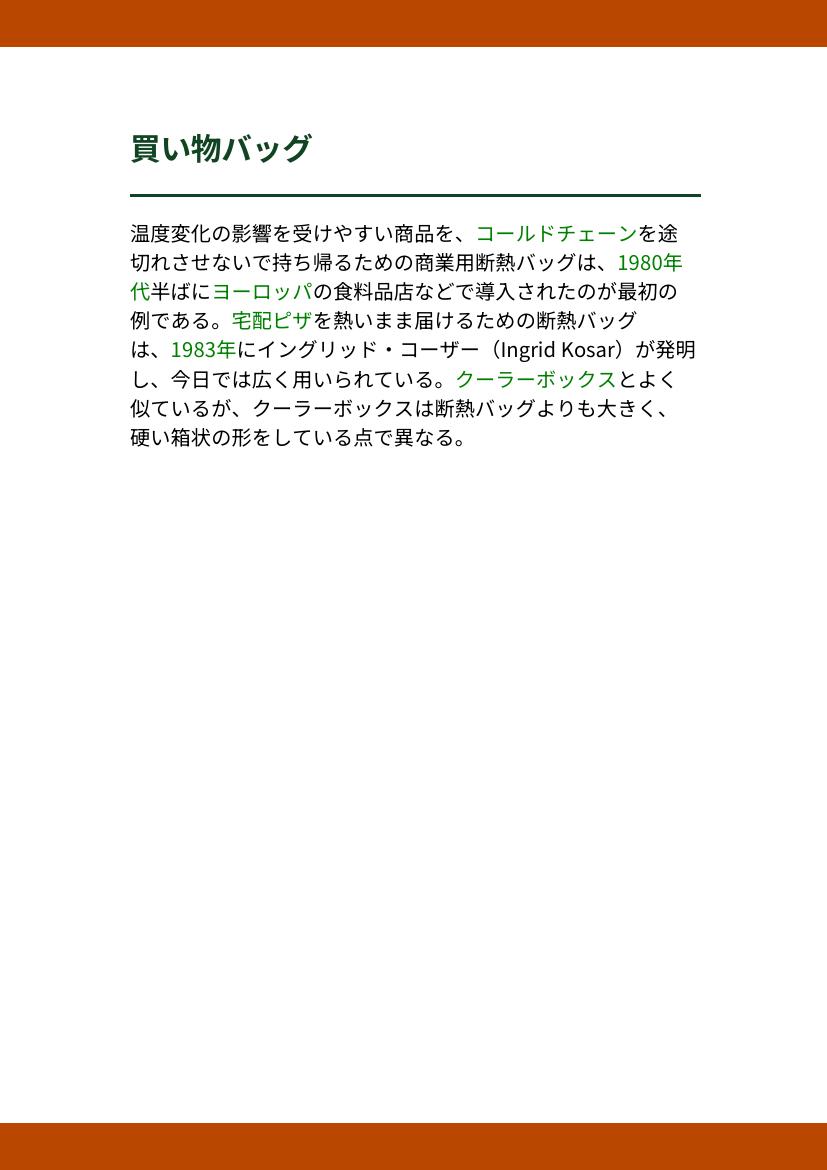 買い物バッグ
温度変化の影響を受けやすい商品を、コールドチェーンを途
切れさせないで持ち帰るための商業用断熱バッグは、1980年
代半ばにヨーロッパの食料品店などで導入されたのが最初の
例である。宅配ピザを熱いまま届けるための断熱バッグ
は、1983年にイングリッド・コーザー（Ingrid Kosar）が発明
し、今日では広く用いられている。クーラーボックスとよく
似ているが、クーラーボックスは断熱バッグよりも大きく、
硬い箱状の形をしている点で異なる。